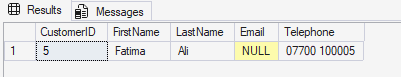 Results Messages
CustomerID FirstName LastName Email Telephone
1 5 Fatima Ali NULL 07700 100005